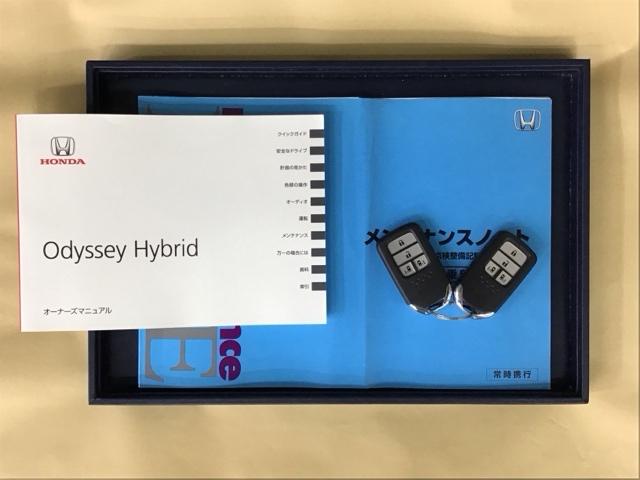 HONDA
Odyssey Hybrid
オーナーズマニュアル
クイックガイド
安全なドライブ
計器の見かた
各部の操作
オーディオ
運転
メンテナンス
万一の場合には
資料
索引
メンテナンスノート
検整備記
nce
E
常時携行